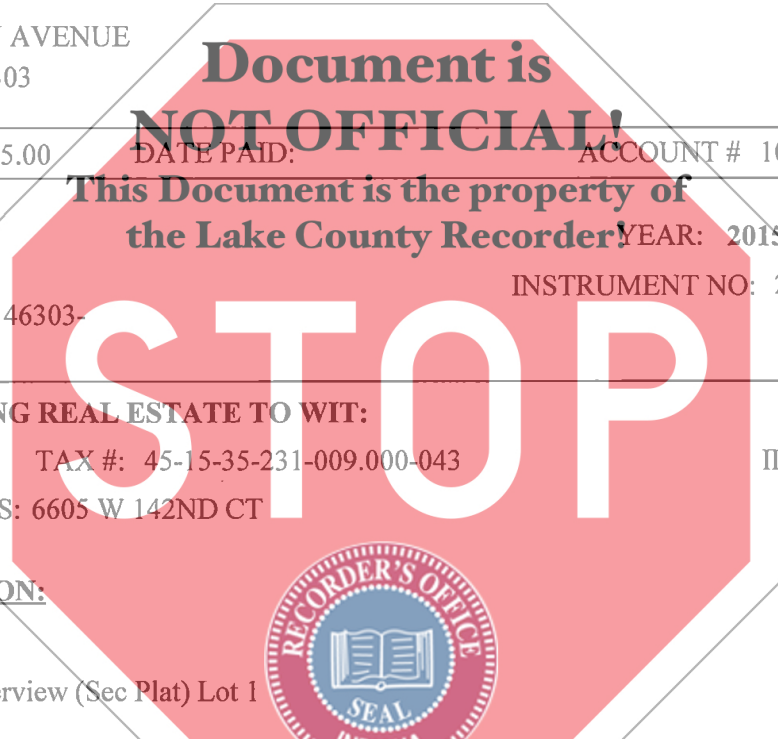 AVENUE
03
Document is
NOT OFFICIAL!
5.00 DATE PAID: ACCOUNT # 1
This Document is the property of
the Lake County Recorder!
YEAR: 2015
INSTRUMENT NO:
46303-
STOP
NG REAL ESTATE TO WIT:
TAX #: 45-15-35-231-009.000-043
S: 6605 W 142ND CT
ON:
RECORDER'S OFFICE
SEAL
erview (Sec Plat) Lot 1